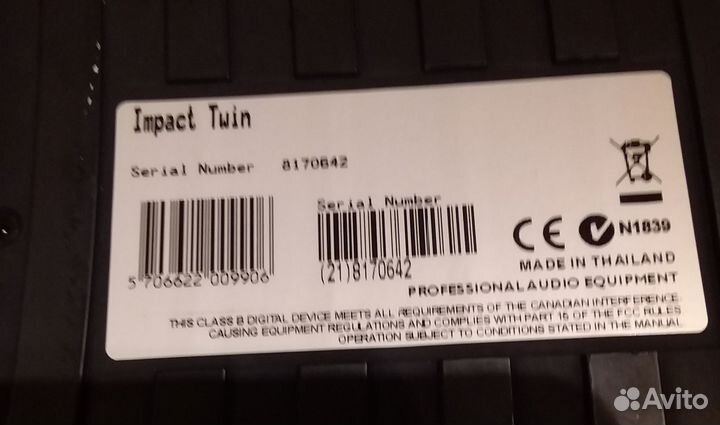 Impact Twin
Serial Number 8170642
Serial Number
5 706622 009906
(21)8170642
CE N1839
MADE IN THAILAND
PROFESSIONAL AUDIO EQUIPMENT
THIS CLASS B DIGITAL DEVICE MEETS ALL REQUIREMENTS OF THE CANADIAN INTERFERENCE
CAUSING EQUIPMENT REGULATIONS AND COMPLIES WITH PART 15 OF THE FCC RULES
OPERATION SUBJECT TO CONDITIONS STATED IN THE MANUAL
Avito